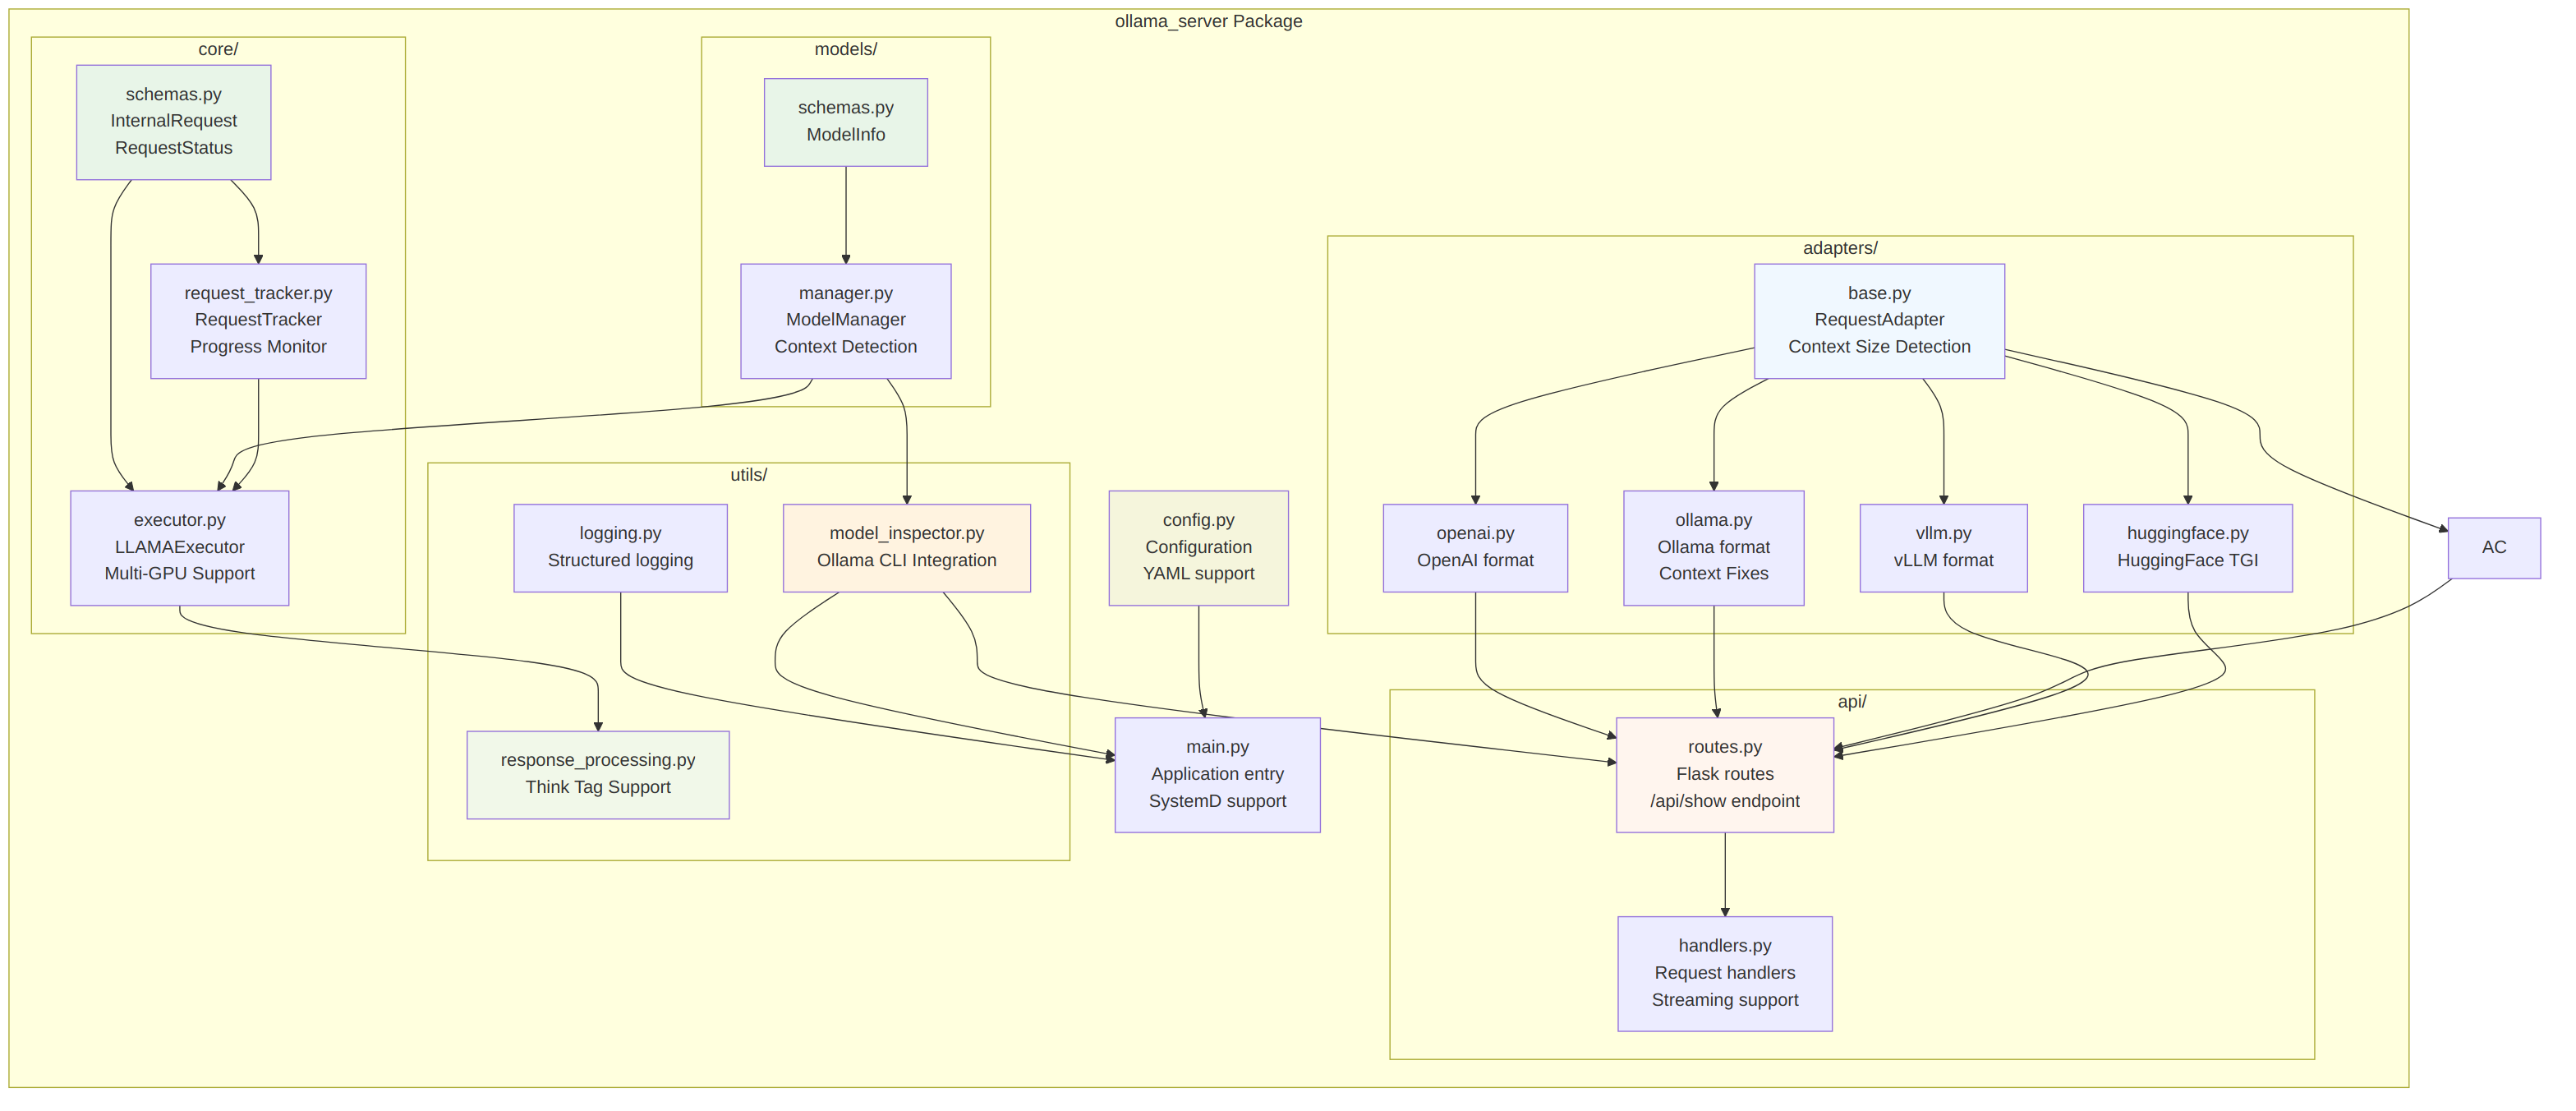 ollama_server Package
core/
schemas.py
InternalRequest
RequestStatus
request_tracker.py
RequestTracker
Progress Monitor
executor.py
LLAMAExecutor
Multi-GPU Support
models/
schemas.py
ModelInfo
manager.py
ModelManager
Context Detection
utils/
logging.py
Structured logging
model_inspector.py
Ollama CLI Integration
response_processing.py
Think Tag Support
config.py
Configuration
YAML support
main.py
Application entry
SystemD support
adapters/
base.py
RequestAdapter
Context Size Detection
openai.py
OpenAI format
ollama.py
Ollama format
Context Fixes
vllm.py
vLLM format
huggingface.py
HuggingFace TGI
AC
api/
routes.py
Flask routes
/api/show endpoint
handlers.py
Request handlers
Streaming support